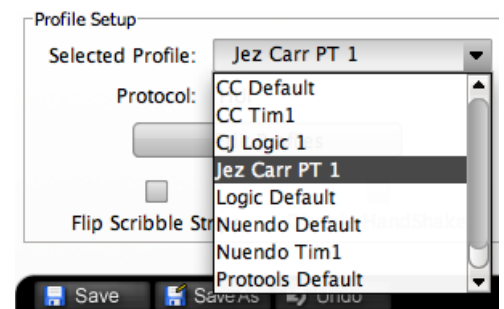 Profile Setup
Selected Profile: Jez Carr PT 1
Protocol:
CC Default
CC Tim1
CJ Logic 1
Jez Carr PT 1
Logic Default
Nuendo Default
Nuendo Tim1
Protools Default
Flip Scribble Str HandShake
Save Save As Undo